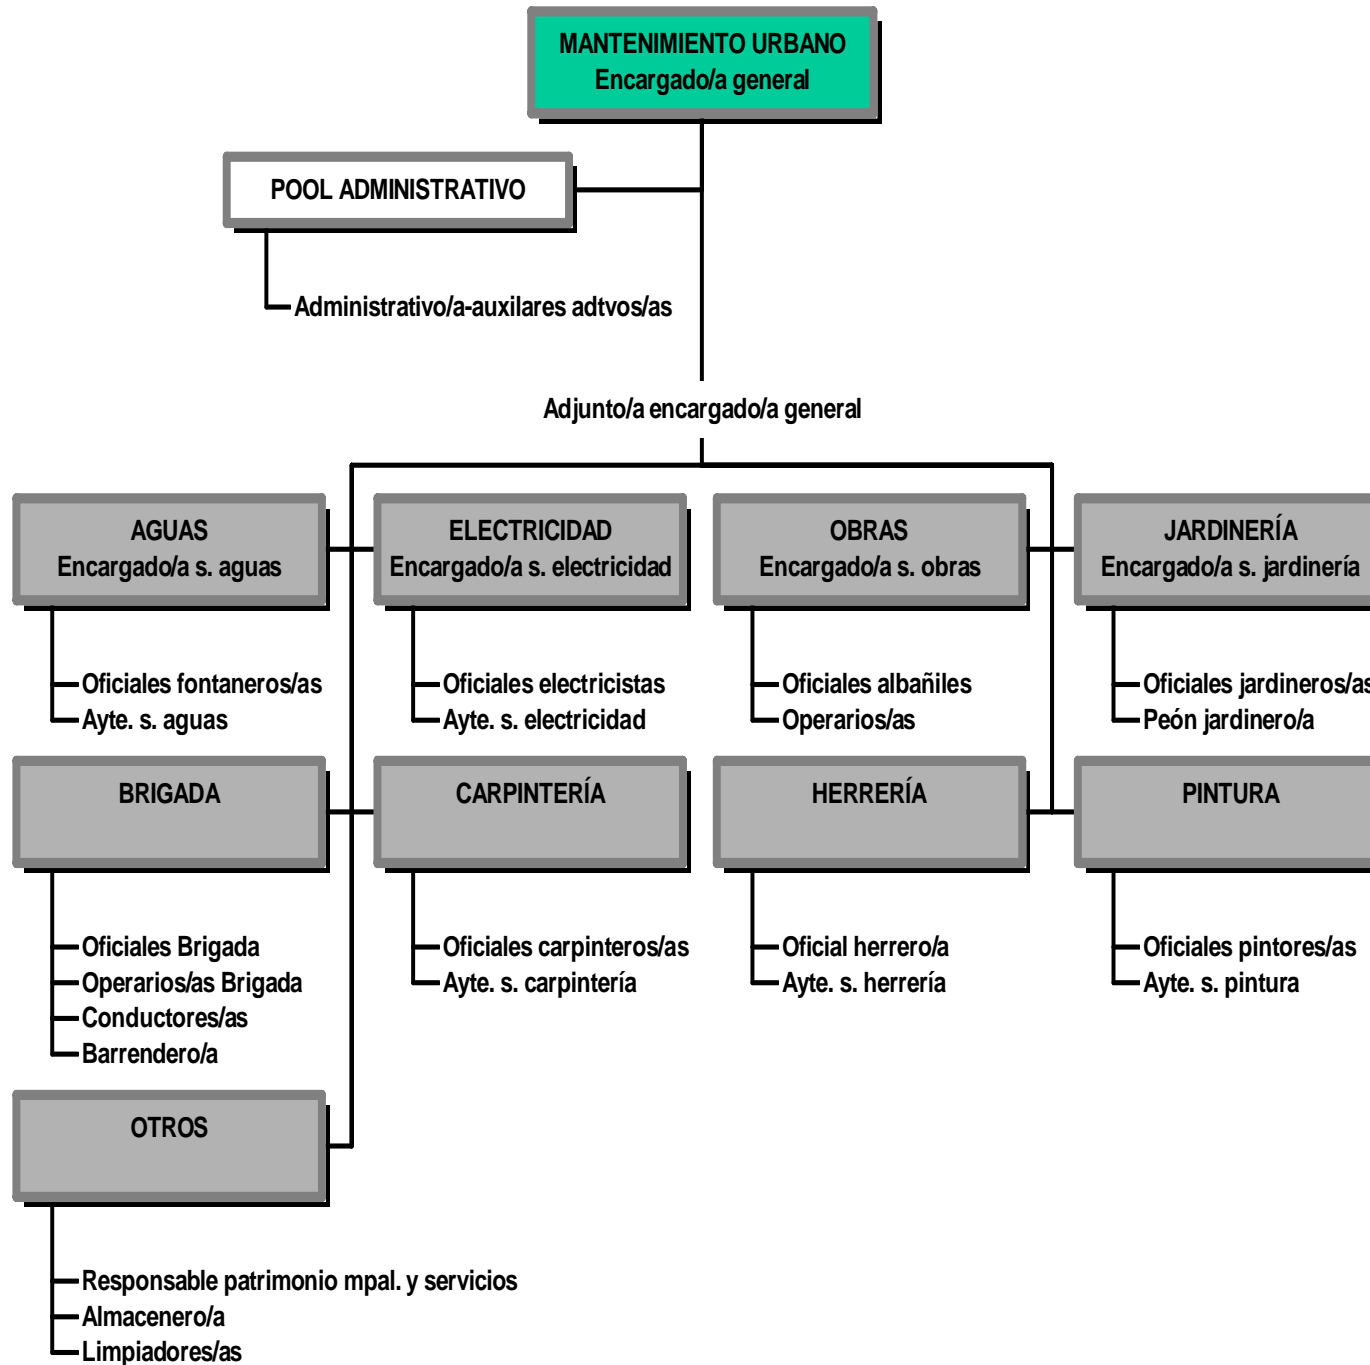 MANTENIMIENTO URBANO
Encargado/a general
POOL ADMINISTRATIVO
Administrativo/a-auxilares adtvos/as
Adjunto/a encargado/a general
AGUAS
Encargado/a s. aguas
ELECTRICIDAD
Encargado/a s. electricidad
OBRAS
Encargado/a s. obras
JARDINERÍA
Encargado/a s. jardinería
Oficiales fontaneros/as
Ayte. s. aguas
Oficiales electricistas
Ayte. s. electricidad
Oficiales albañiles
Operarios/as
Oficiales jardineros/as
Peón jardinero/a
BRIGADA
CARPINTERÍA
HERRERÍA
PINTURA
Oficiales Brigada
Operarios/as Brigada
Conductores/as
Barrendero/a
Oficiales carpinteros/as
Ayte. s. carpintería
Oficial herrero/a
Ayte. s. herrería
Oficiales pintores/as
Ayte. s. pintura
OTROS
Responsable patrimonio mpal. y servicios
Almacenero/a
Limpiadores/as